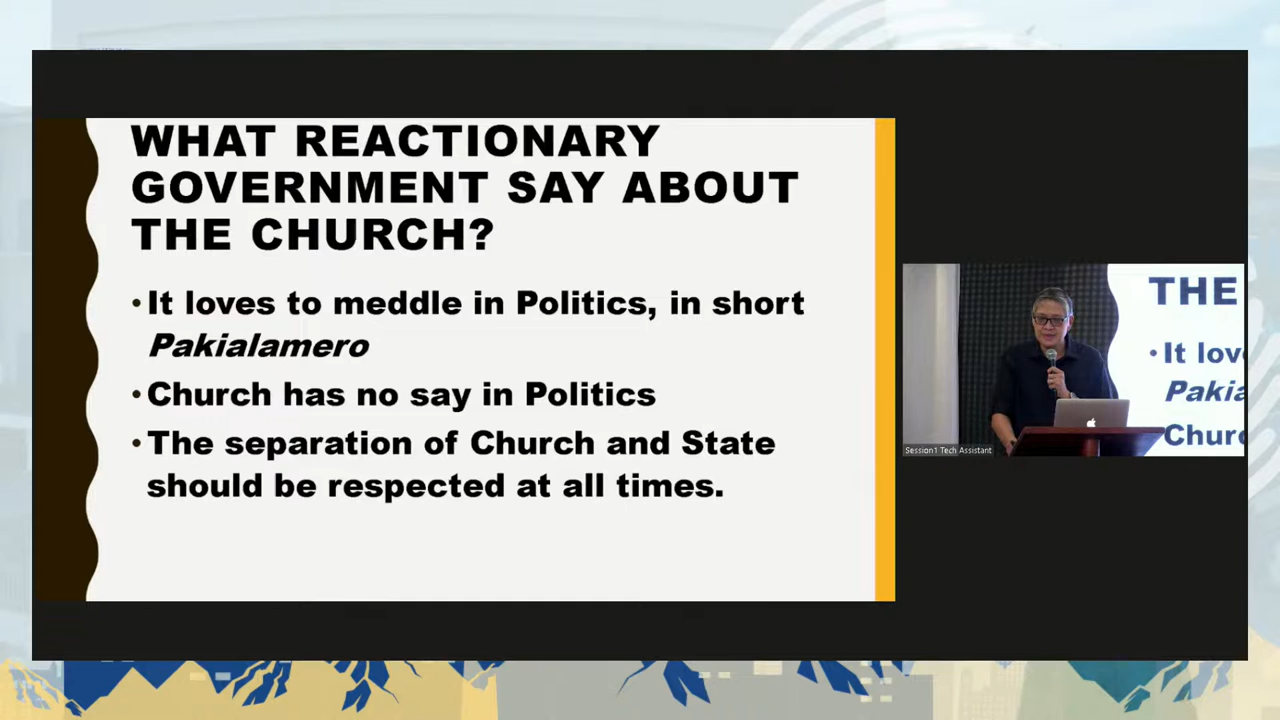 WHAT REACTIONARY
GOVERNMENT SAY ABOUT
THE CHURCH?
•It loves to meddle in Politics, in short
Pakialamero
•Church has no say in Politics
•The separation of Church and State
should be respected at all times.
THE
•It lov
Pakia
Churc
Session1 Tech Assistant